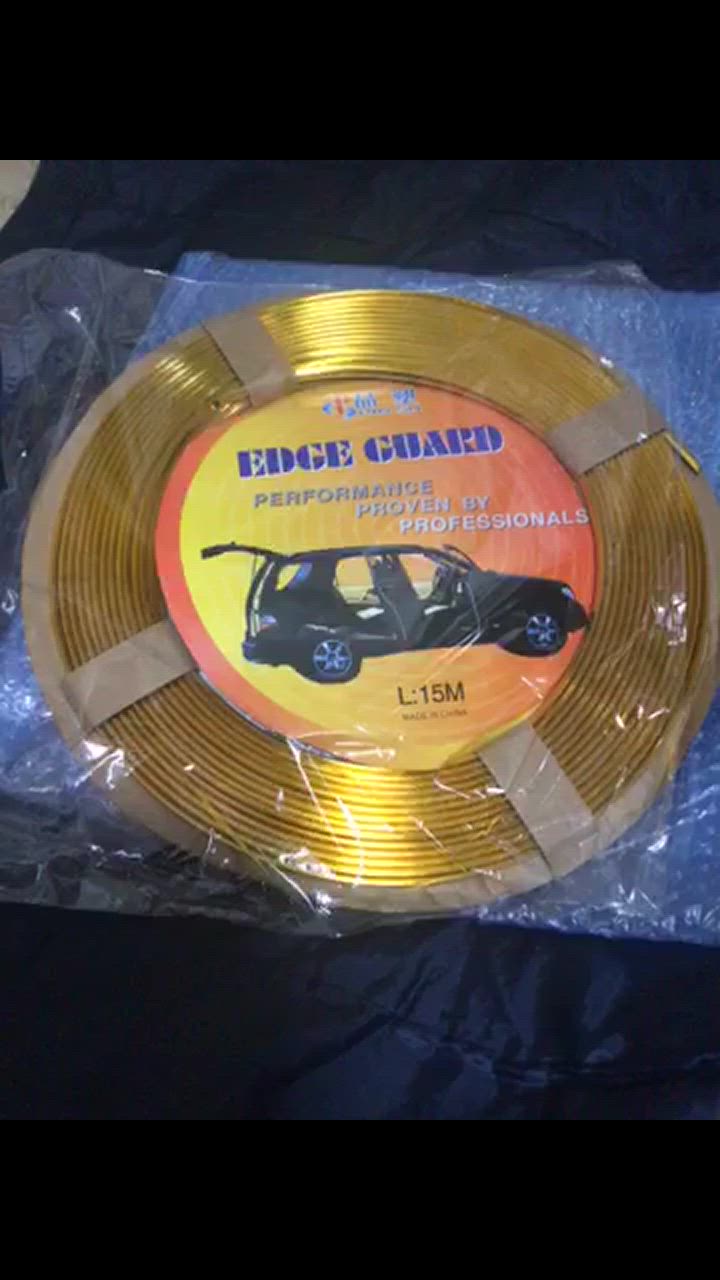 EDGE GUARD
PERFORMANCE
PROVEN BY
PROFESSIONALS
L:15M
MADE IN CHINA